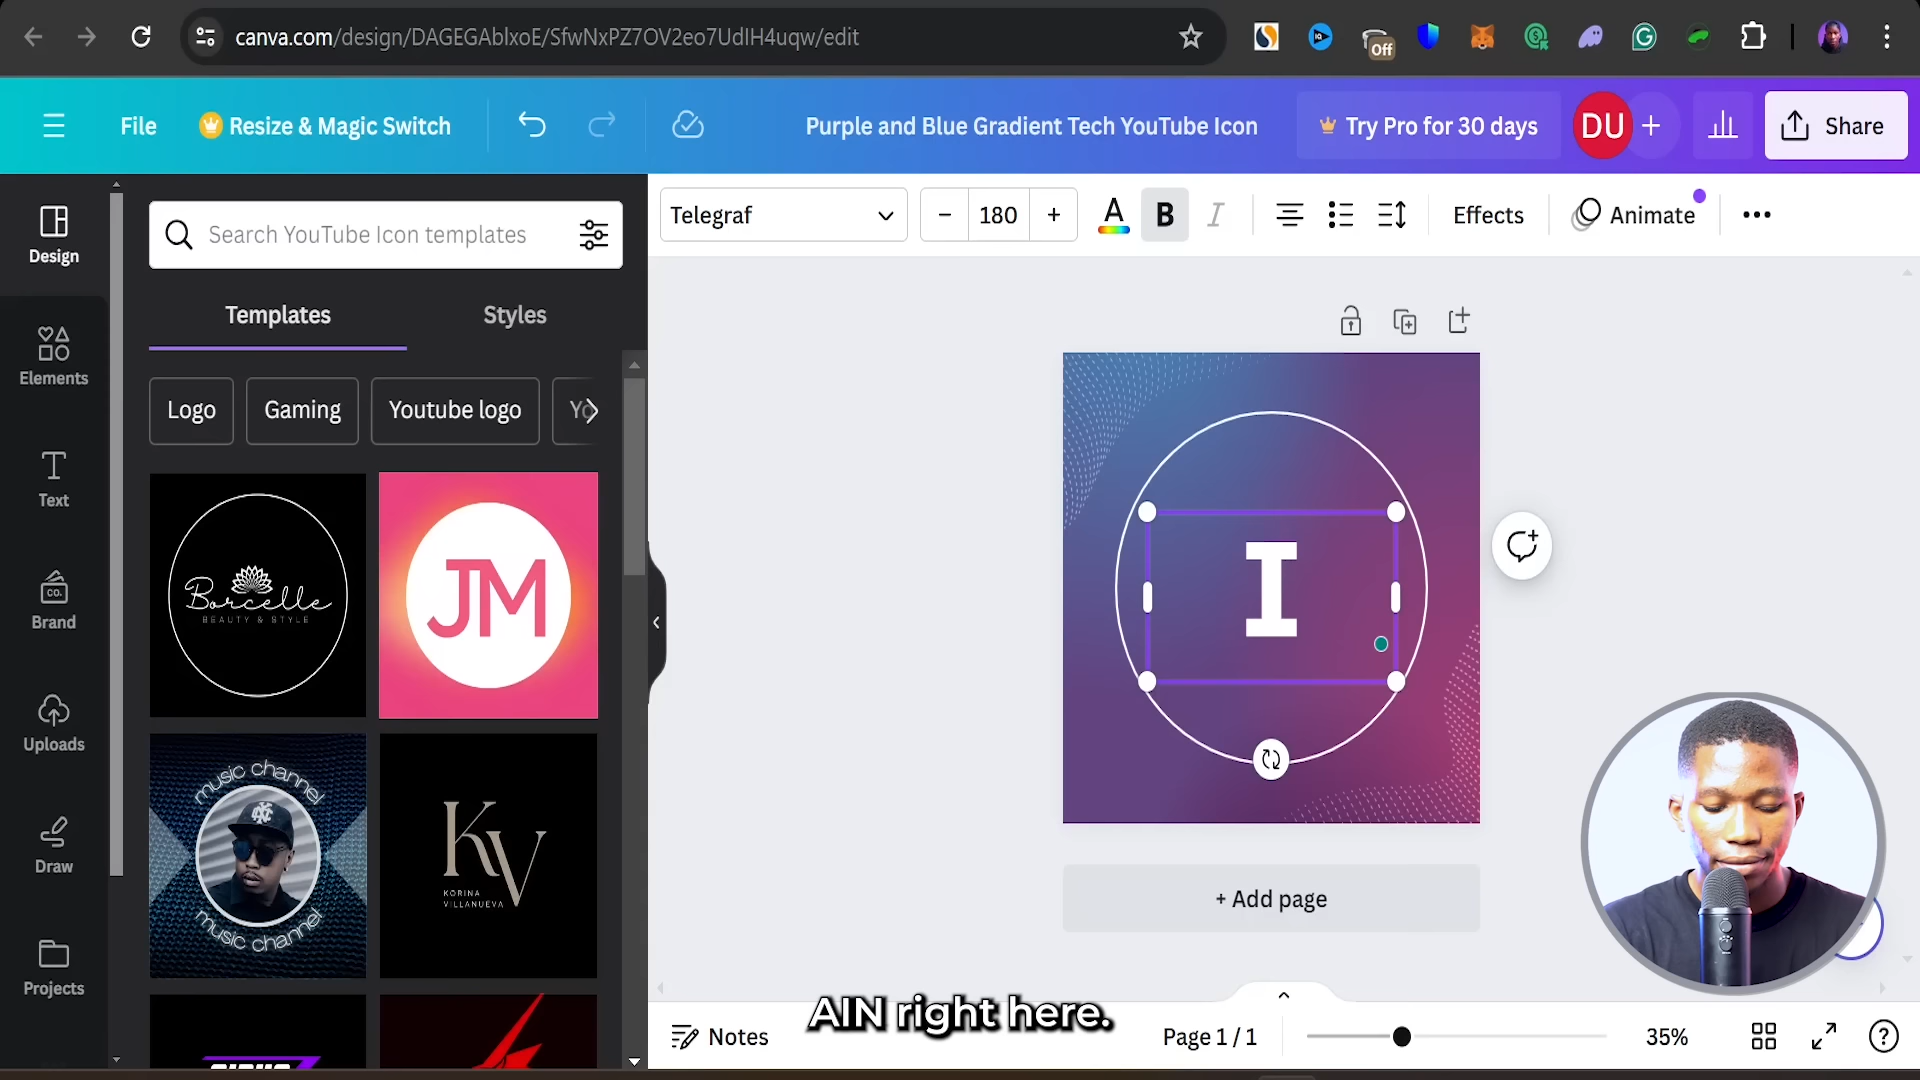 canva.com/design/DAGEGAblxoE/SfwNxPZ7OV2eo7UdIH4uqw/edit
Off
File
Resize & Magic Switch
Purple and Blue Gradient Tech YouTube Icon
Try Pro for 30 days
DU
+
Share
Design
Elements
Text
CO.
Brand
Uploads
Draw
Projects
Search YouTube Icon templates
Templates
Styles
Logo
Gaming
Youtube logo
Yo
Borcelle
BEAUTY & STYLE
JM
music channel
music channel
KV
KORINA
VILLANUEVA
Telegraf
− 180 +
A
B
I
Effects
Animate
I
+ Add page
AIN right here.
Notes
Page 1 / 1
35%